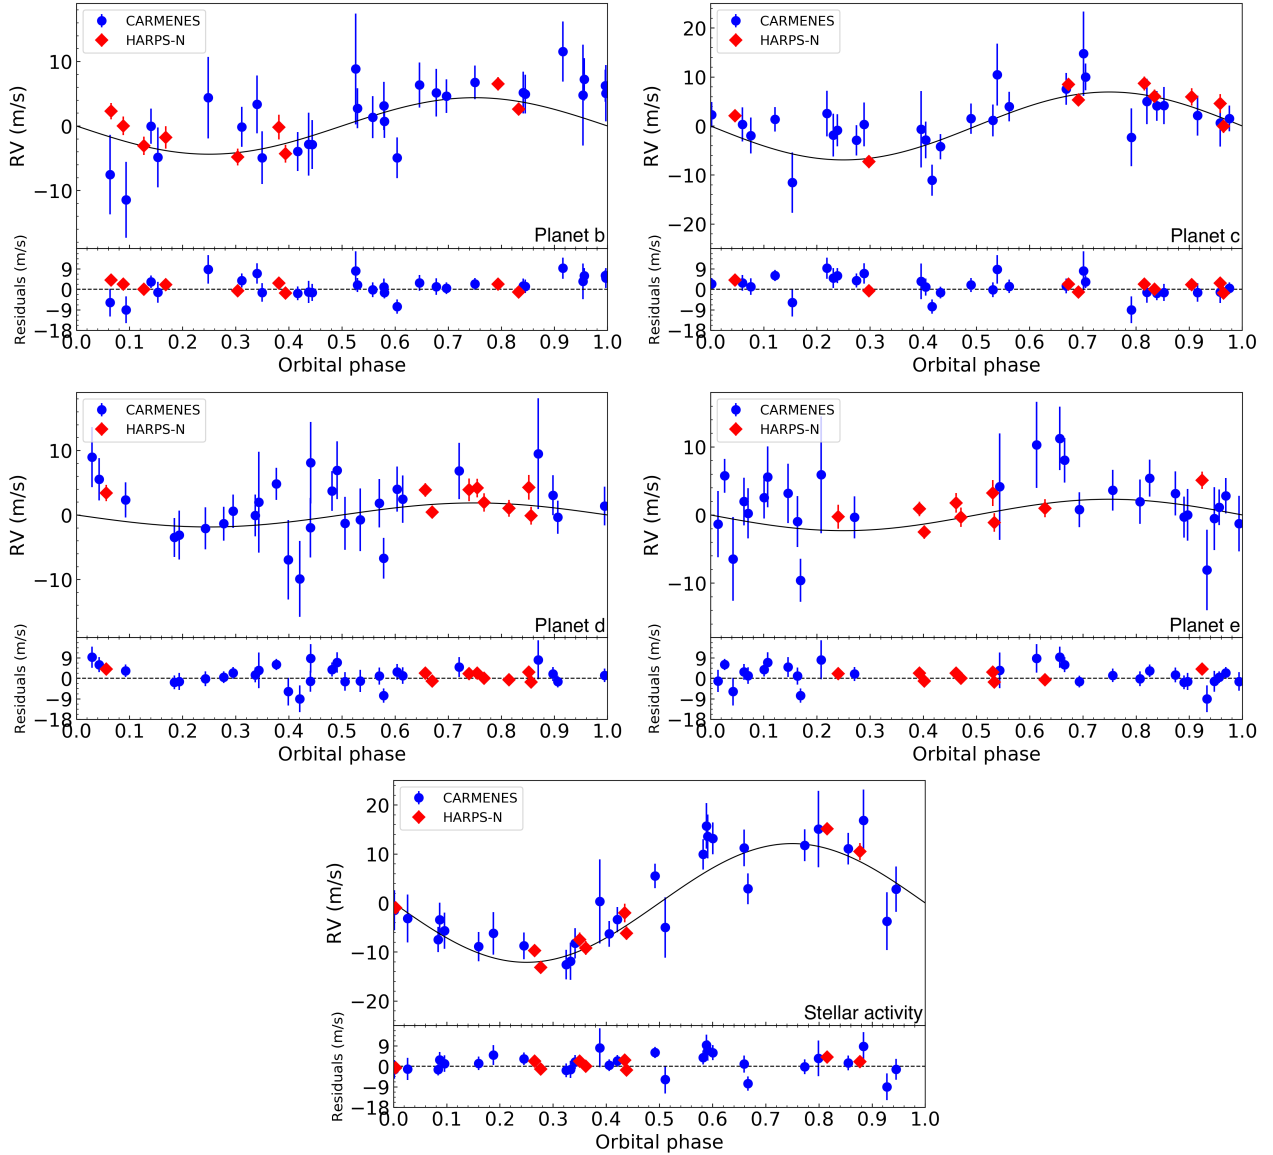 CARMENES
HARPS-N
RV (m/s)
10
0
−10
Planet b
Residuals (m/s)
9
0
−9
−18
0.0 0.1 0.2 0.3 0.4 0.5 0.6 0.7 0.8 0.9 1.0
Orbital phase
CARMENES
HARPS-N
RV (m/s)
20
10
0
−10
−20
Planet c
Residuals (m/s)
9
0
−9
−18
0.0 0.1 0.2 0.3 0.4 0.5 0.6 0.7 0.8 0.9 1.0
Orbital phase
CARMENES
HARPS-N
RV (m/s)
10
0
−10
Planet d
Residuals (m/s)
9
0
−9
−18
0.0 0.1 0.2 0.3 0.4 0.5 0.6 0.7 0.8 0.9 1.0
Orbital phase
CARMENES
HARPS-N
RV (m/s)
10
5
0
−5
−10
−15
Planet e
Residuals (m/s)
9
0
−9
−18
0.0 0.1 0.2 0.3 0.4 0.5 0.6 0.7 0.8 0.9 1.0
Orbital phase
CARMENES
HARPS-N
RV (m/s)
20
10
0
−10
−20
Stellar activity
Residuals (m/s)
9
0
−9
−18
0.0 0.1 0.2 0.3 0.4 0.5 0.6 0.7 0.8 0.9 1.0
Orbital phase